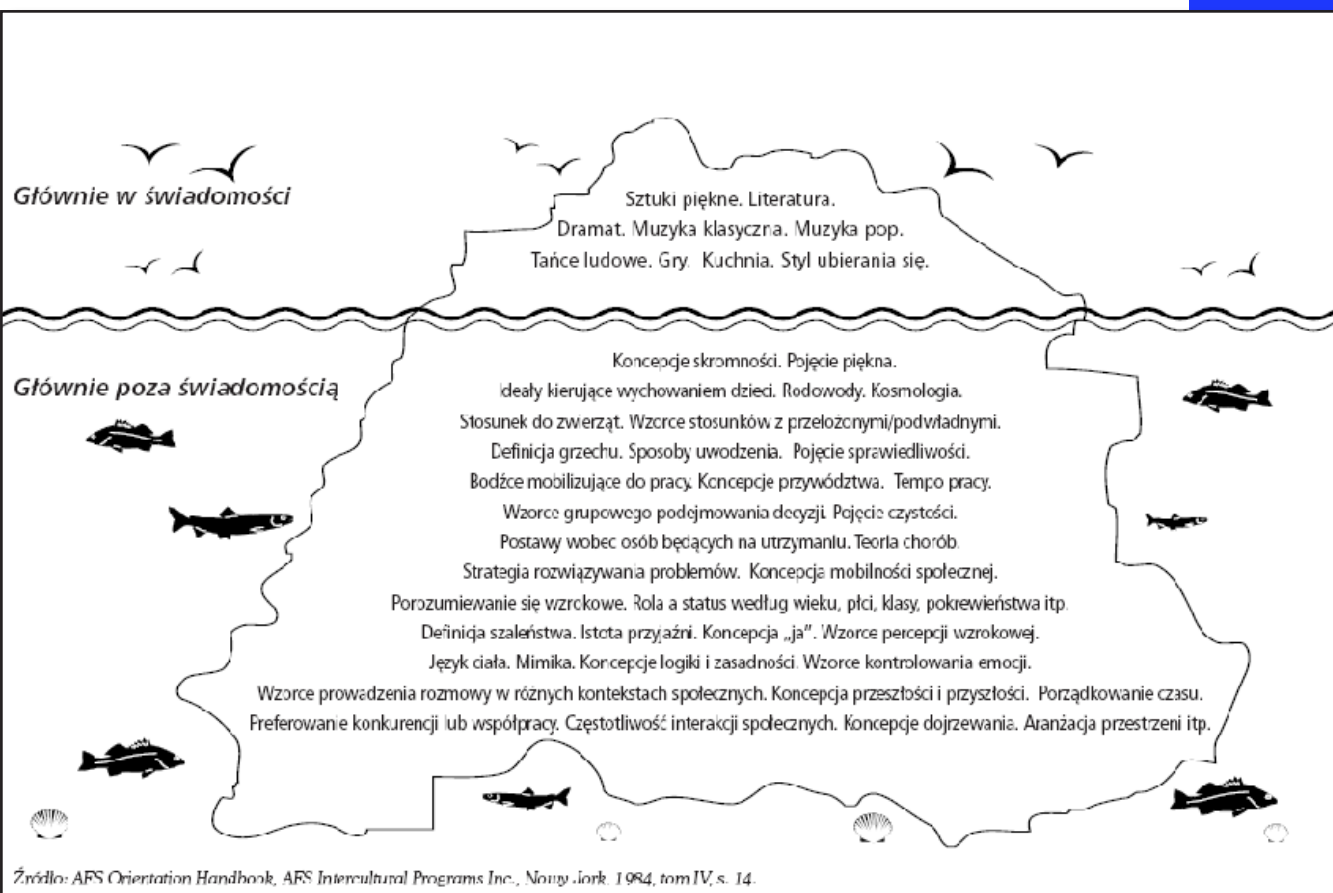 Głównie w świadomości
Sztuki piękne. Literatura.
Dramat. Muzyka klasyczna. Muzyka pop.
Tańce ludowe. Gry. Kuchnia. Styl ubierania się.
Głównie poza świadomością
Koncepcje skromności. Pojęcie piękna.
Ideały kierujące wychowaniem dzieci. Rodowody. Kosmologia.
Stosunek do zwierząt. Wzorce stosunków z przełożonymi/podwładnymi.
Definicja grzechu. Sposoby uwodzenia. Pojęcie sprawiedliwości.
Bodźce mobilizujące do pracy. Koncepcje przywództwa. Tempo pracy.
Wzorce grupowego podejmowania decyzji. Pojęcie czystości.
Postawy wobec osób będących na utrzymaniu. Teoria chorób.
Strategia rozwiązywania problemów. Koncepcja mobilności społecznej.
Porozumiewanie się wzrokowe. Rola a status według wieku, płci, klasy, pokrewieństwa itp.
Definicja szaleństwa. Istota przyjaźni. Koncepcja „ja”. Wzorce percepcji wzrokowej.
Język ciała. Mimika. Koncepcje logiki i zasadności. Wzorce kontrolowania emocji.
Wzorce prowadzenia rozmowy w różnych kontekstach społecznych. Koncepcja przeszłości i przyszłości. Porządkowanie czasu.
Preferowanie konkurencji lub współpracy. Częstotliwość interakcji społecznych. Koncepcje dojrzewania. Aranżacja przestrzeni itp.
Źródło: AFS Orientation Handbook, AFS Intercultural Programs Inc., Nowy Jork, 1984, tom IV, s. 14.